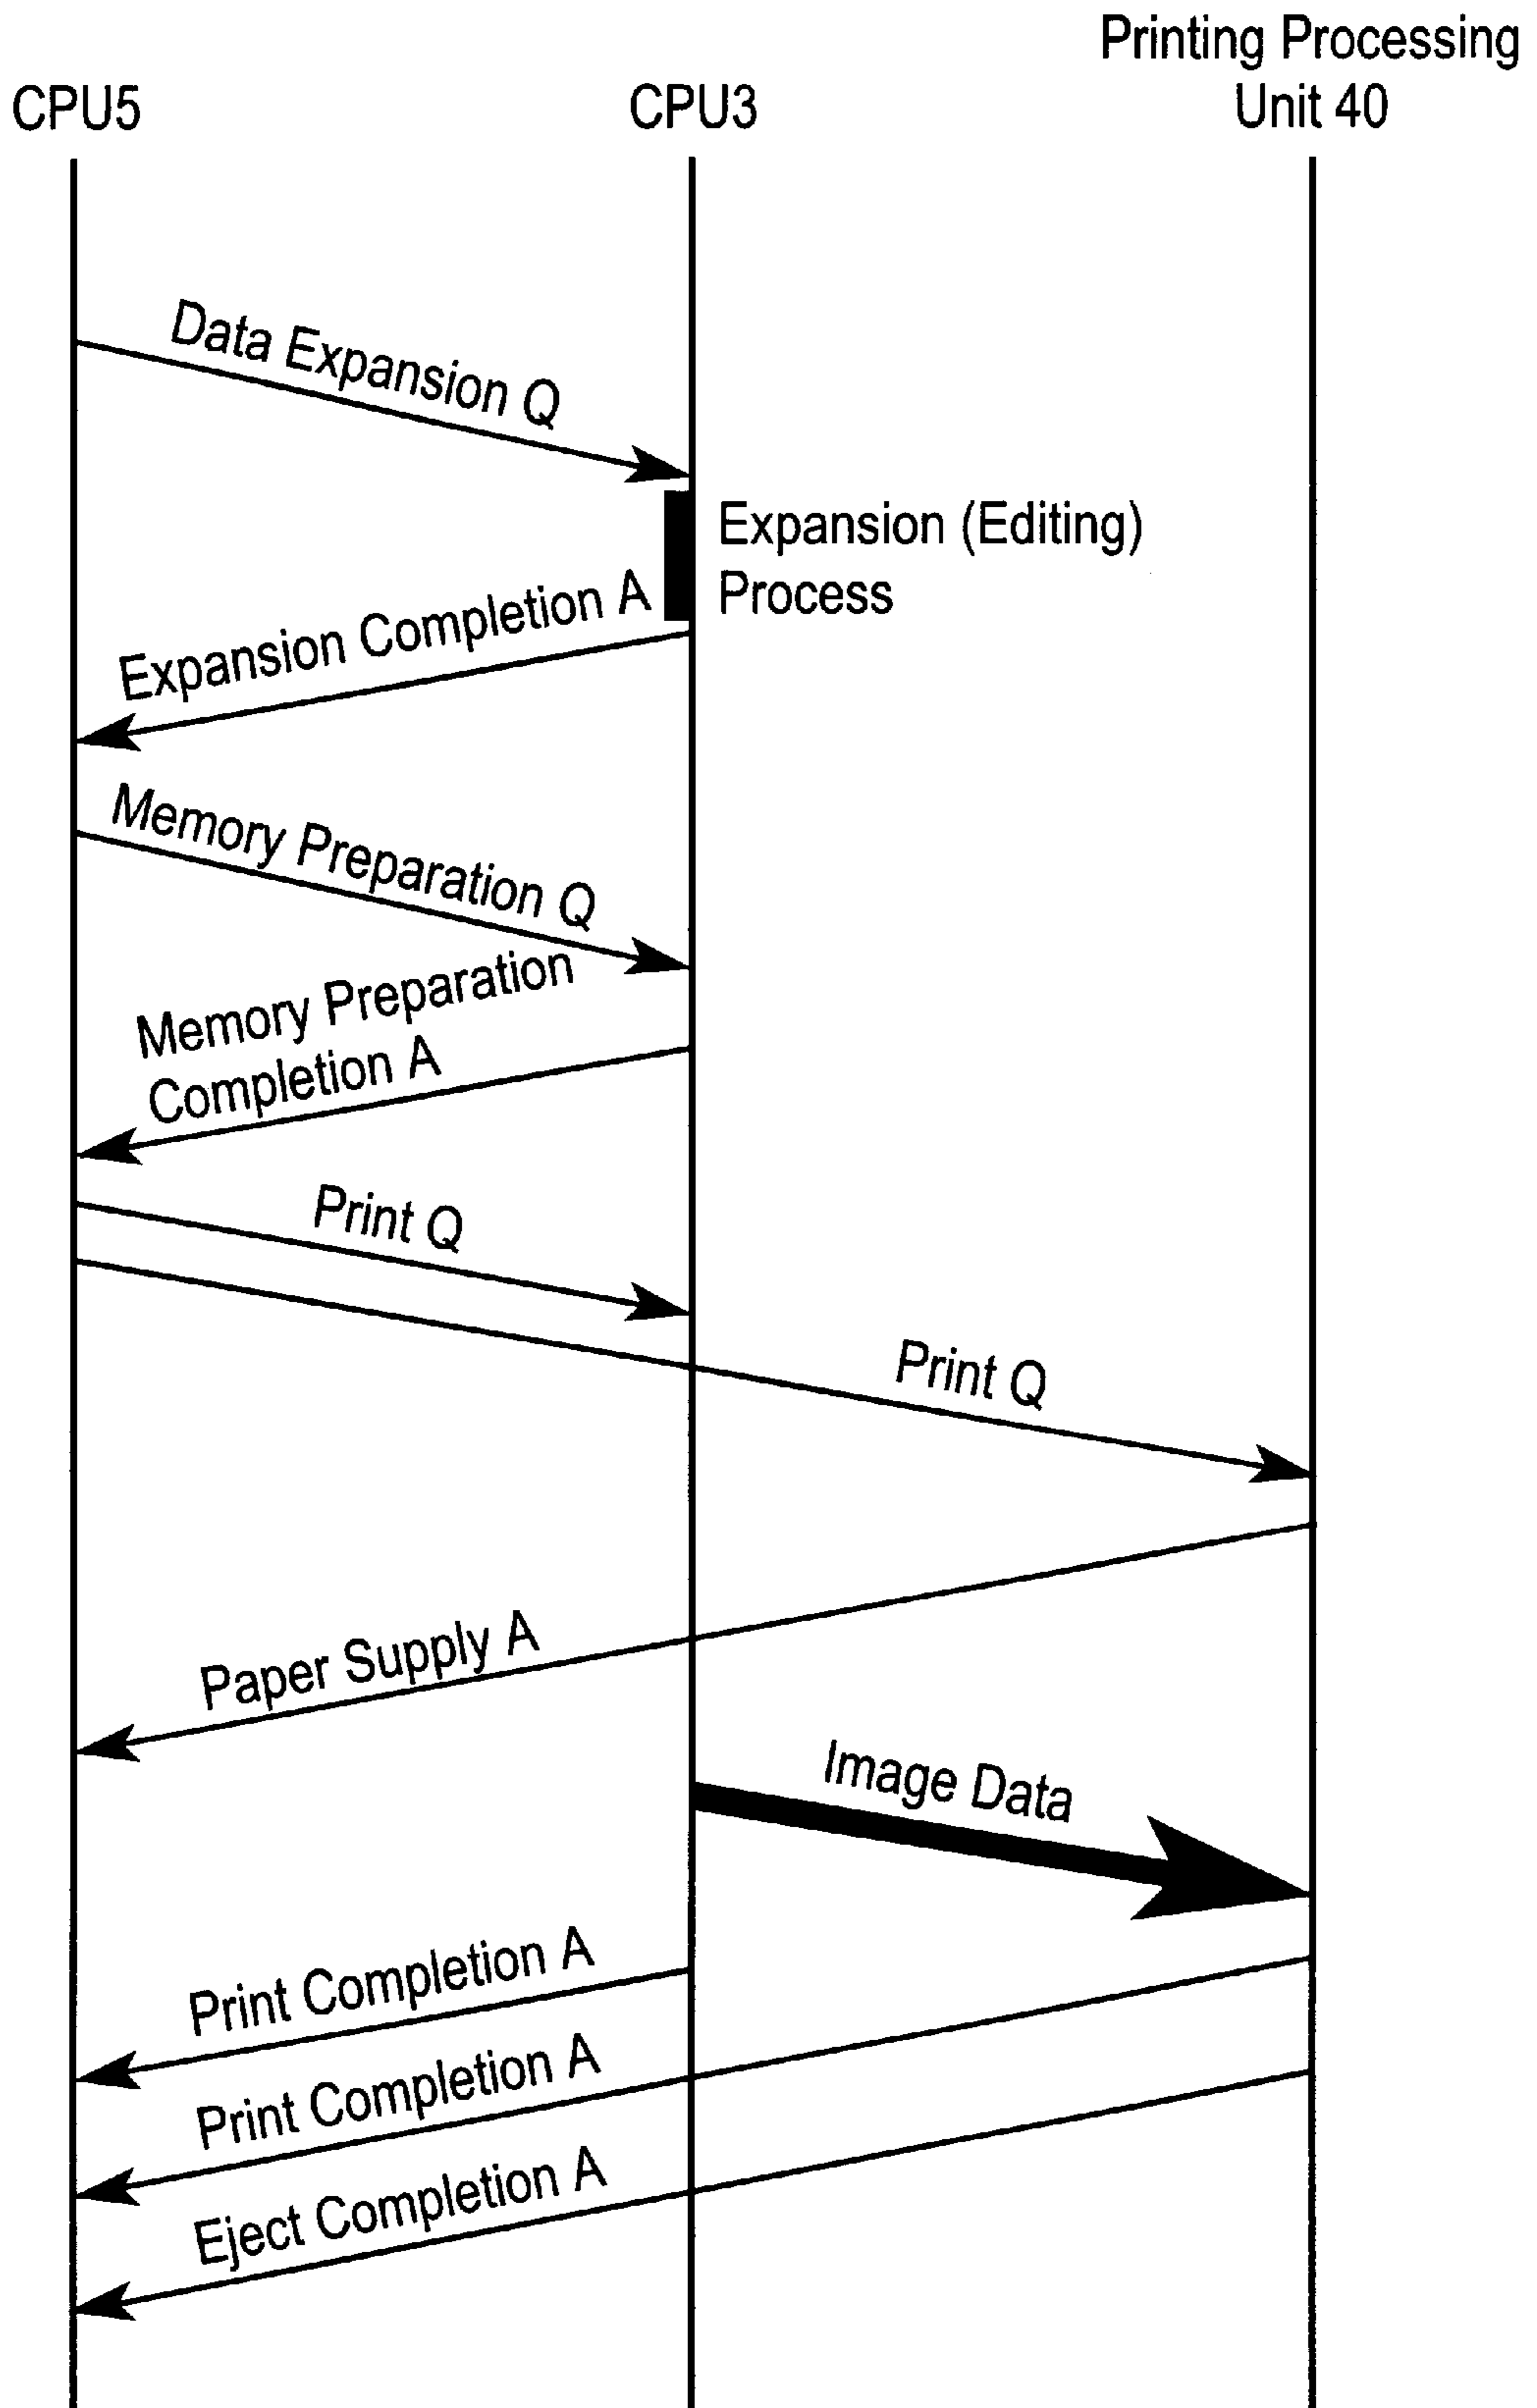 Printing Processing
CPU5
CPU3
Unit 40
Data Expansion Q
Expansion (Editing)
Process
Expansion Completion A
Memory Preparation Q
Memory Preparation
Completion A
Print Q
Print Q
Paper Supply A
Image Data
Print Completion A
Print Completion A
Eject Completion A